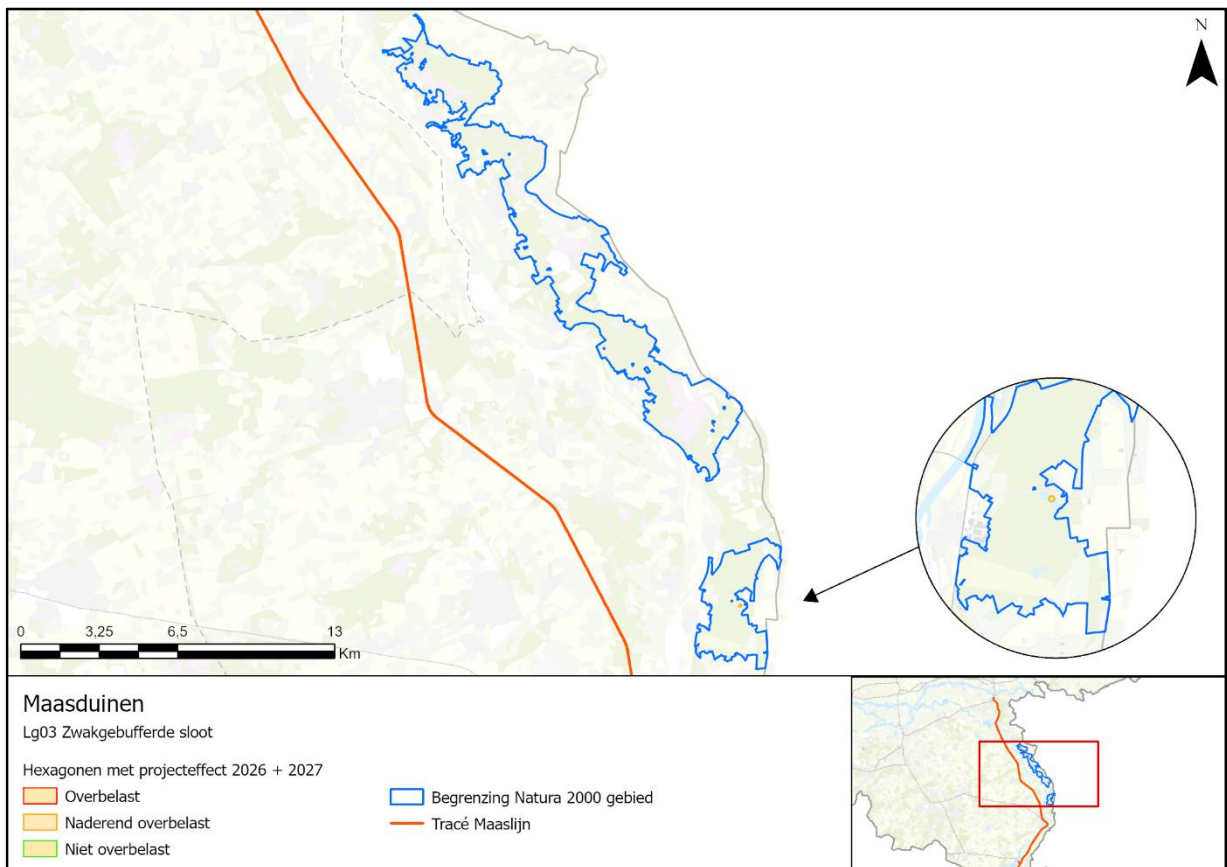 N
0
3,25
6,5
13
Km
Maasduinen
Lg03 Zwakgebufferde sloot
Hexagonen met projecteffect 2026 + 2027
Overbelast
Naderend overbelast
Niet overbelast
Begrenzing Natura 2000 gebied
Tracé Maaslijn